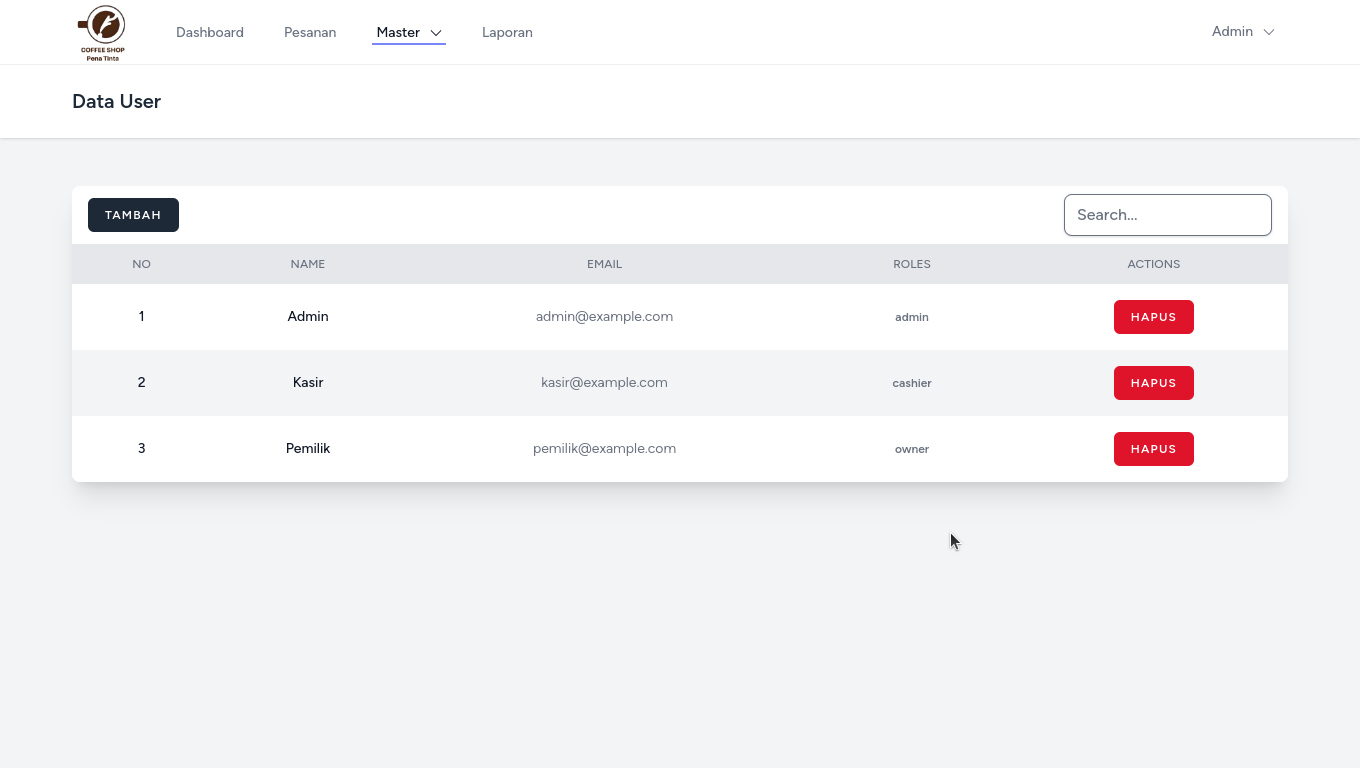 COFFEE SHOP
Pena Tinta
Dashboard Pesanan Master Laporan Admin
Data User
TAMBAH Search...
NO NAME EMAIL ROLES ACTIONS
1 Admin admin@example.com admin HAPUS
2 Kasir kasir@example.com cashier HAPUS
3 Pemilik pemilik@example.com owner HAPUS